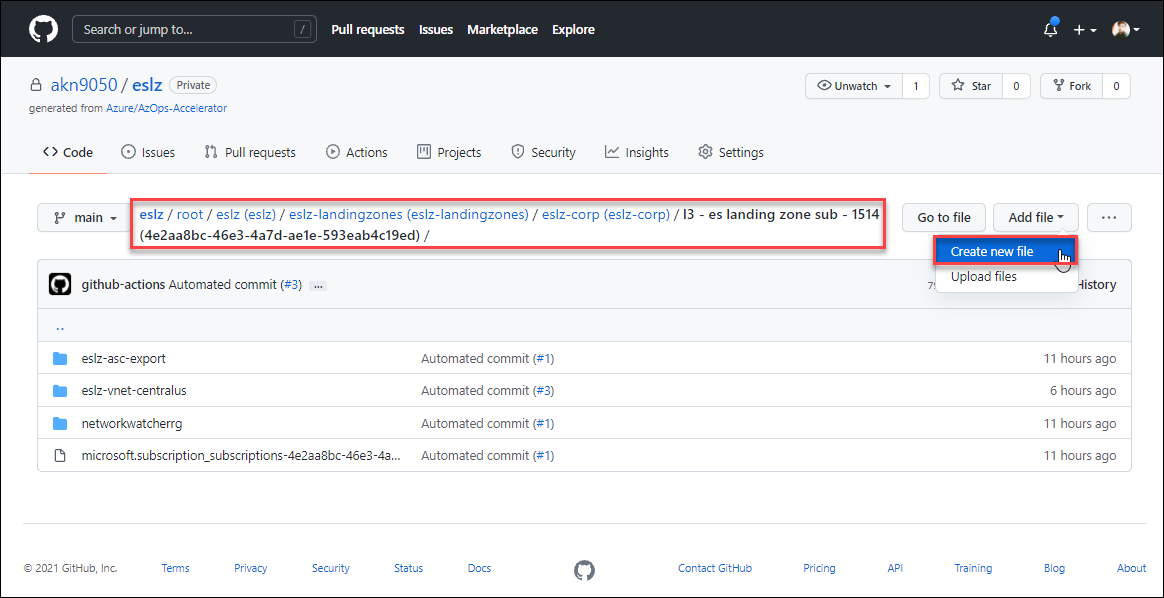 Search or jump to... / Pull requests Issues Marketplace Explore
akn9050 / eslz Private Unwatch 1 Star 0 Fork 0
generated from Azure/AzOps-Accelerator
Code Issues Pull requests Actions Projects Security Insights Settings
main eslz / root / eslz (eslz) / eslz-landingzones (eslz-landingzones) / eslz-corp (eslz-corp) / l3 - es landing zone sub - 1514 Go to file Add file ...
(4e2aa8bc-46e3-4a7d-ae1e-593eab4c19ed) /
Create new file
Upload files
github-actions Automated commit (#3) ... History
..
eslz-asc-export Automated commit (#1) 11 hours ago
eslz-vnet-centralus Automated commit (#3) 6 hours ago
networkwatcherrg Automated commit (#1) 11 hours ago
microsoft.subscription_subscriptions-4e2aa8bc-46e3-4a... Automated commit (#1) 11 hours ago
© 2021 GitHub, Inc. Terms Privacy Security Status Docs Contact GitHub Pricing API Training Blog About